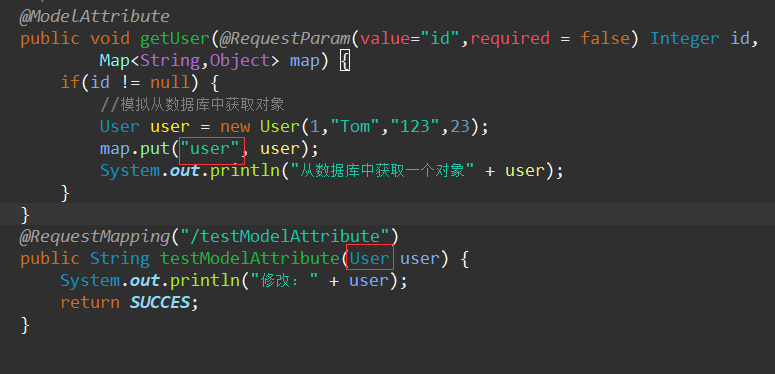 @ModelAttribute
public void getUser(@RequestParam(value="id",required = false) Integer id,
Map<String,Object> map) {
if(id != null) {
//模拟从数据库中获取对象
User user = new User(1,"Tom","123",23);
map.put("user", user);
System.out.println("从数据库中获取一个对象" + user);
}
}
@RequestMapping("/testModelAttribute")
public String testModelAttribute(User user) {
System.out.println("修改：" + user);
return SUCCES;
}